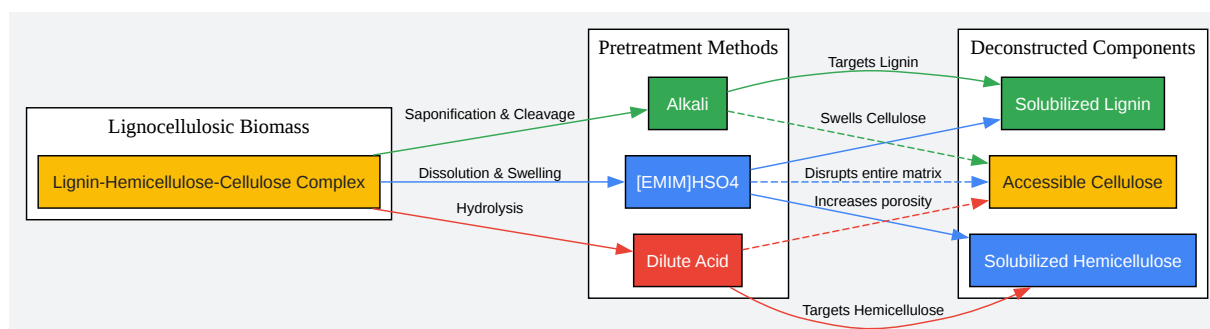 Lignocellulosic Biomass
Lignin-Hemicellulose-Cellulose Complex
Saponification & Cleavage
Dissolution & Swelling
Hydrolysis
Pretreatment Methods
Alkali
[EMIM]HSO4
Dilute Acid
Targets Lignin
Swells Cellulose
Disrupts entire matrix
Increases porosity
Targets Hemicellulose
Deconstructed Components
Solubilized Lignin
Accessible Cellulose
Solubilized Hemicellulose